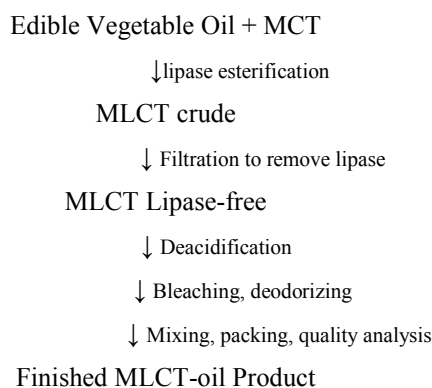 Edible Vegetable Oil + MCT
↓lipase esterification
MLCT crude
↓ Filtration to remove lipase
MLCT Lipase-free
↓ Deacidification
↓ Bleaching, deodorizing
↓ Mixing, packing, quality analysis
Finished MLCT-oil Product